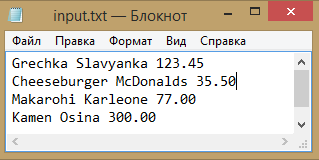 input.txt — Блокнот
Файл Правка Формат Вид Справка
Grechka Slavyanka 123.45
Cheeseburger McDonalds 35.50
Makarohi Karleone 77.00
Kamen Osina 300.00